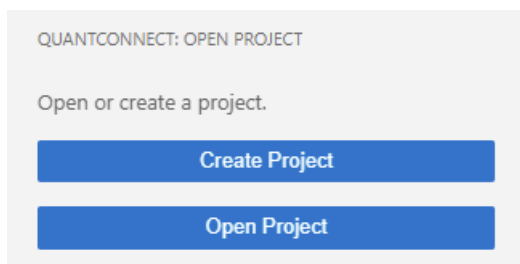 QUANTCONNECT: OPEN PROJECT
Open or create a project.
Create Project
Open Project